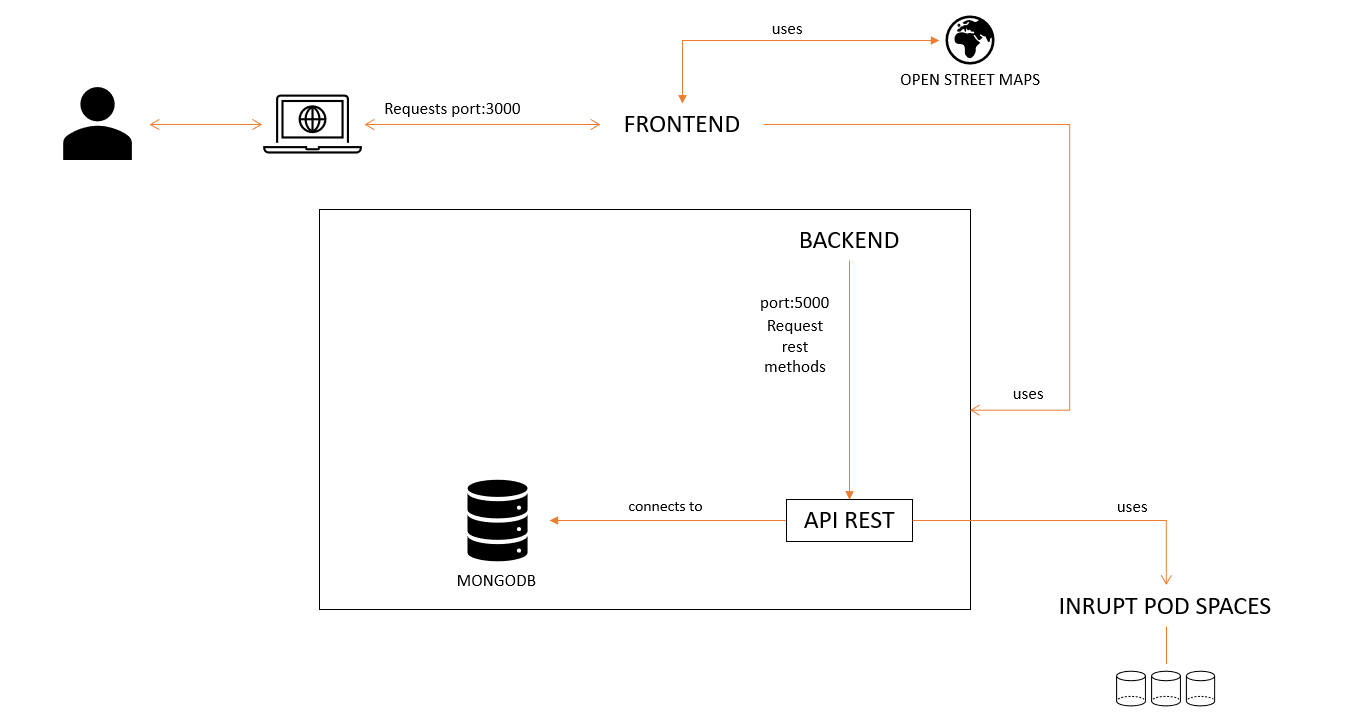 uses
OPEN STREET MAPS
Requests port:3000
FRONTEND
BACKEND
port:5000
Request
rest
methods
uses
connects to
API REST
uses
MONGODB
INRUPT POD SPACES